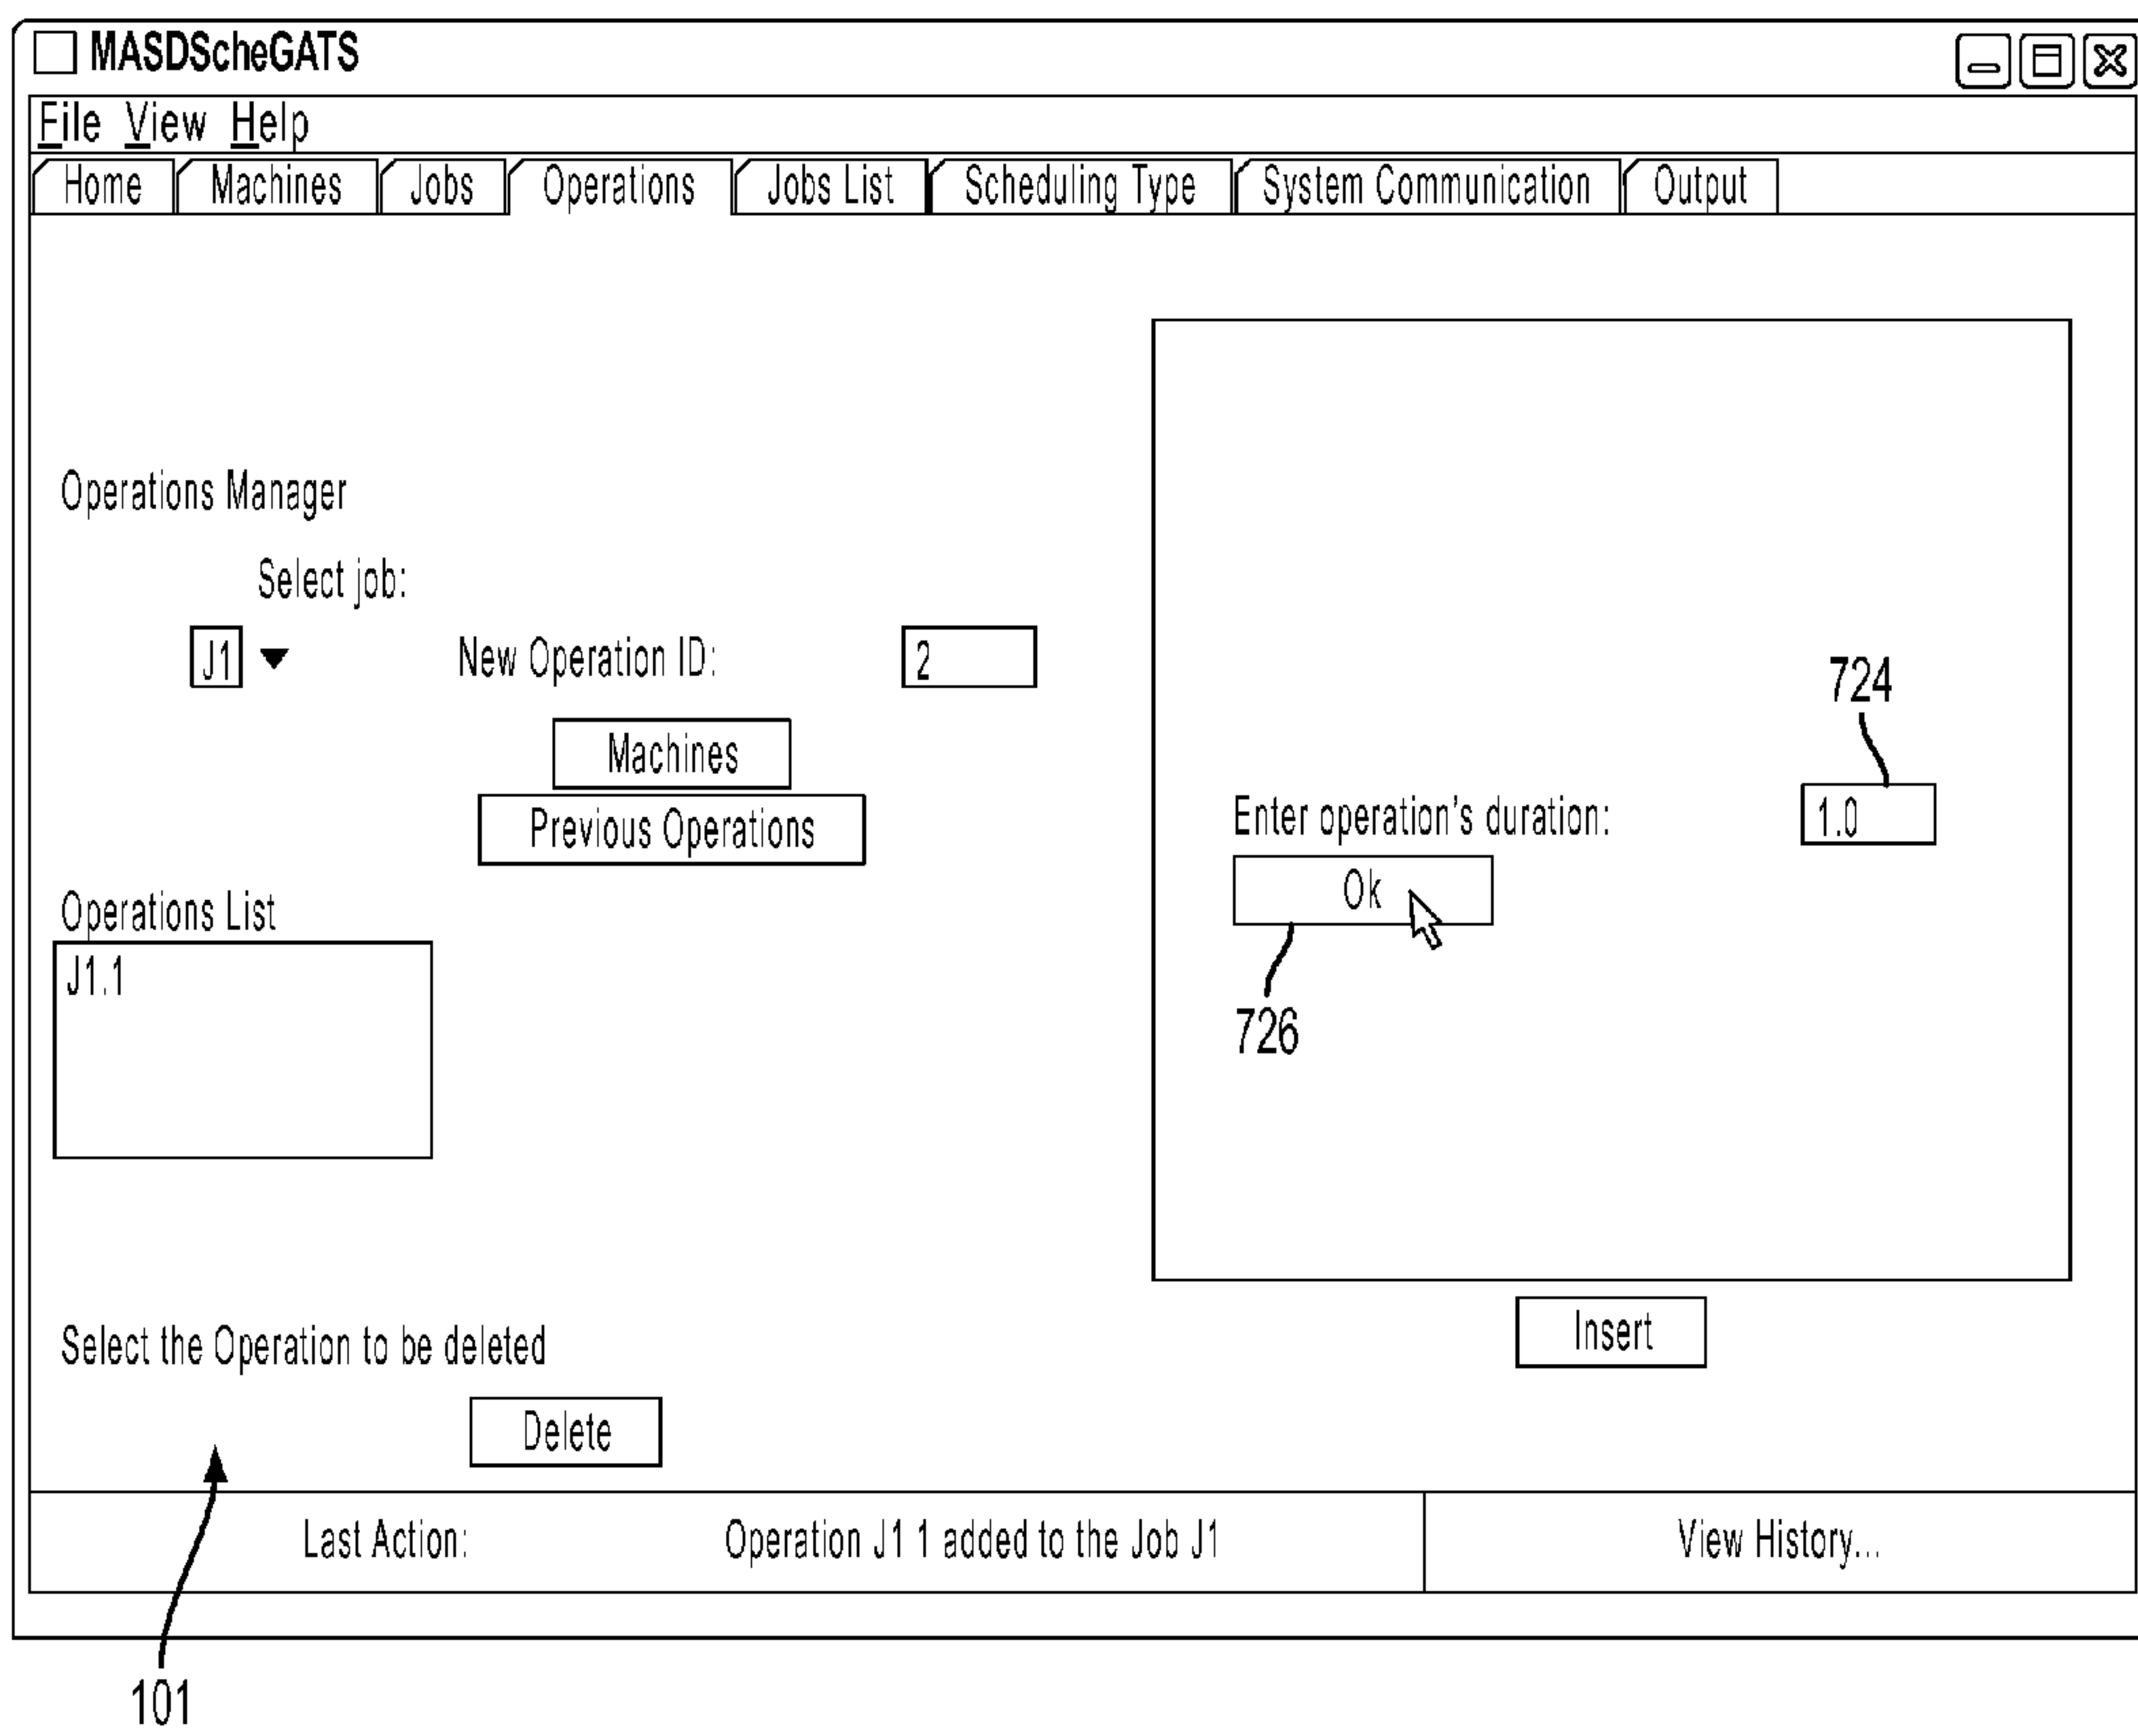 MASDScheGATS
File View Help
Home Machines Jobs Operations Jobs List Scheduling Type System Communication Output
Operations Manager
Select job:
J1 New Operation ID: 2
724
Machines
Enter operation's duration: 1.0
Previous Operations
Ok
Operations List
J1.1
726
Insert
Select the Operation to be deleted
Delete
Last Action: Operation J1 1 added to the Job J1 View History...
101